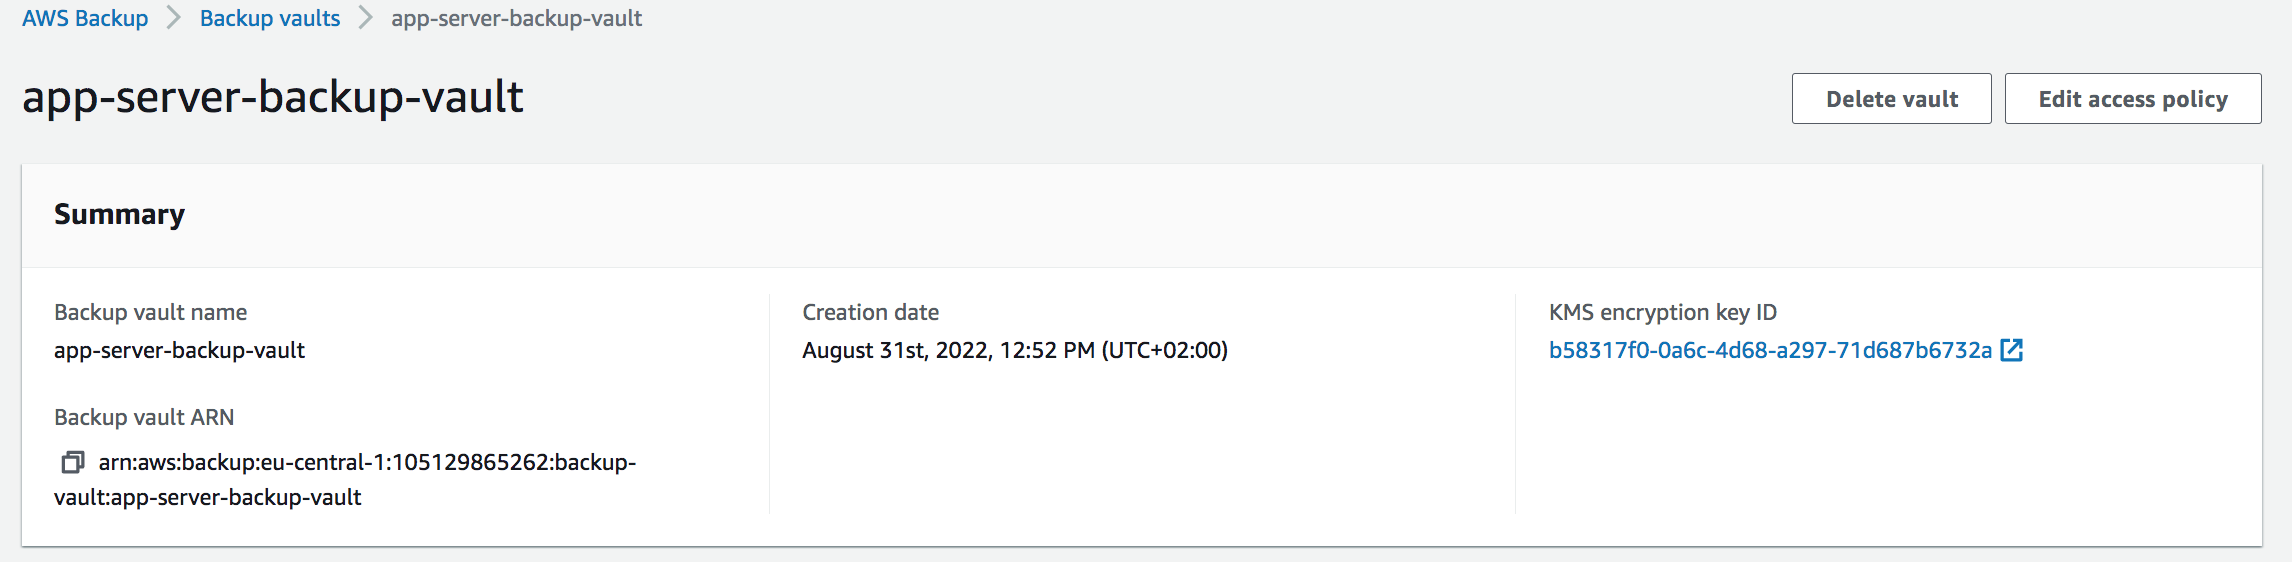 AWS Backup > Backup vaults > app-server-backup-vault
app-server-backup-vault
Delete vault
Edit access policy
Summary
Backup vault name
app-server-backup-vault
Backup vault ARN
arn:aws:backup:eu-central-1:105129865262:backup-
vault:app-server-backup-vault
Creation date
August 31st, 2022, 12:52 PM (UTC+02:00)
KMS encryption key ID
b58317f0-0a6c-4d68-a297-71d687b6732a